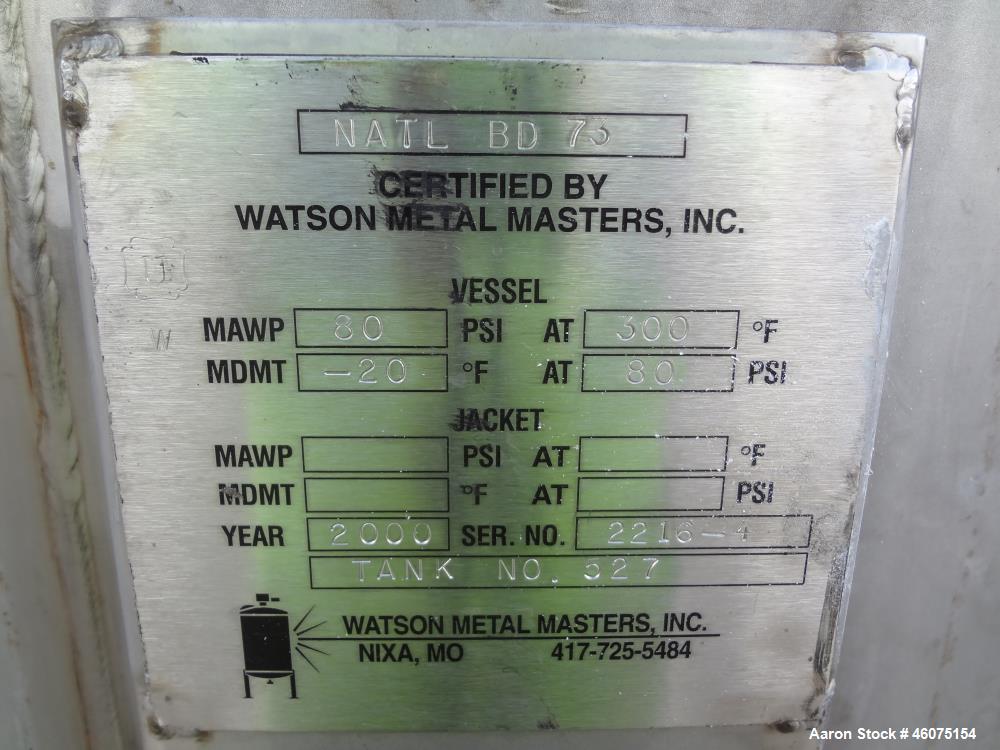 NATL BD 73
CERTIFIED BY
WATSON METAL MASTERS, INC.
VESSEL
W MAWP 80 PSI AT 300 °F
MDMT -20 °F AT 80 PSI
JACKET
MAWP PSI AT °F
MDMT °F AT PSI
YEAR 2000 SER. NO. 2216-4
TANK NO. 527
WATSON METAL MASTERS, INC.
NIXA, MO 417-725-5484
Aaron Stock # 46075154